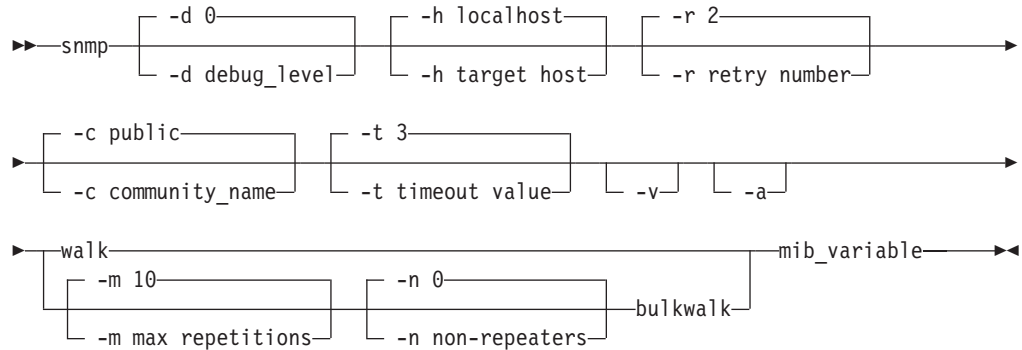 -d 0 -h localhost -r 2
snmp
-d debug_level -h target host -r retry number
-c public -t 3
-c community_name -t timeout value -v -a
walk mib_variable
-m 10 -n 0
bulkwalk
-m max repetitions -n non-repeaters